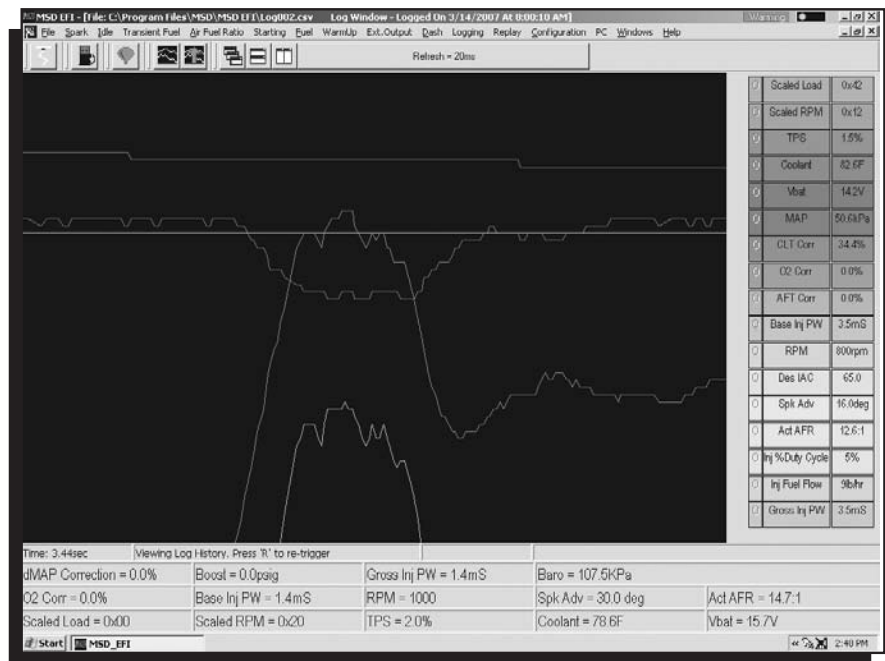 MSD EFI - [File: C:\Program Files\MSD\MSD EFI\Log002.csv Log Window - Logged On 3/14/2007 At 0:00:10 AM] Warning
File Spark Idle Transient Fuel Air Fuel Ratio Starting Fuel WarmUp Ext.Output Dash Logging Replay Configuration PC Windows Help
Refresh = 20ms
Scaled Load 0x42
Scaled RPM 0x12
TPS 1.5%
Coolant 82.6F
Vbat 14.2V
MAP 50.6kPa
CLT Corr 34.4%
O2 Corr 0.0%
AFT Corr 0.0%
Base Inj PW 3.5mS
RPM 800rpm
Des IAC 65.0
Spk Adv 16.0deg
Act AFR 12.6:1
Inj %Duty Cycle 5%
Inj Fuel Flow 9lb/hr
Gross Inj PW 3.5mS
Time: 3.44sec Viewing Log History. Press 'R' to re-trigger
dMAP Correction = 0.0% Boost = 0.0psig Gross Inj PW = 1.4mS Baro = 107.5KPa
O2 Corr = 0.0% Base Inj PW = 1.4mS RPM = 1000 Spk Adv = 30.0 deg Act AFR = 14.7:1
Scaled Load = 0x00 Scaled RPM = 0x20 TPS = 2.0% Coolant = 78.6F Vbat = 15.7V
Start MSD_EFI « 2:40 PM